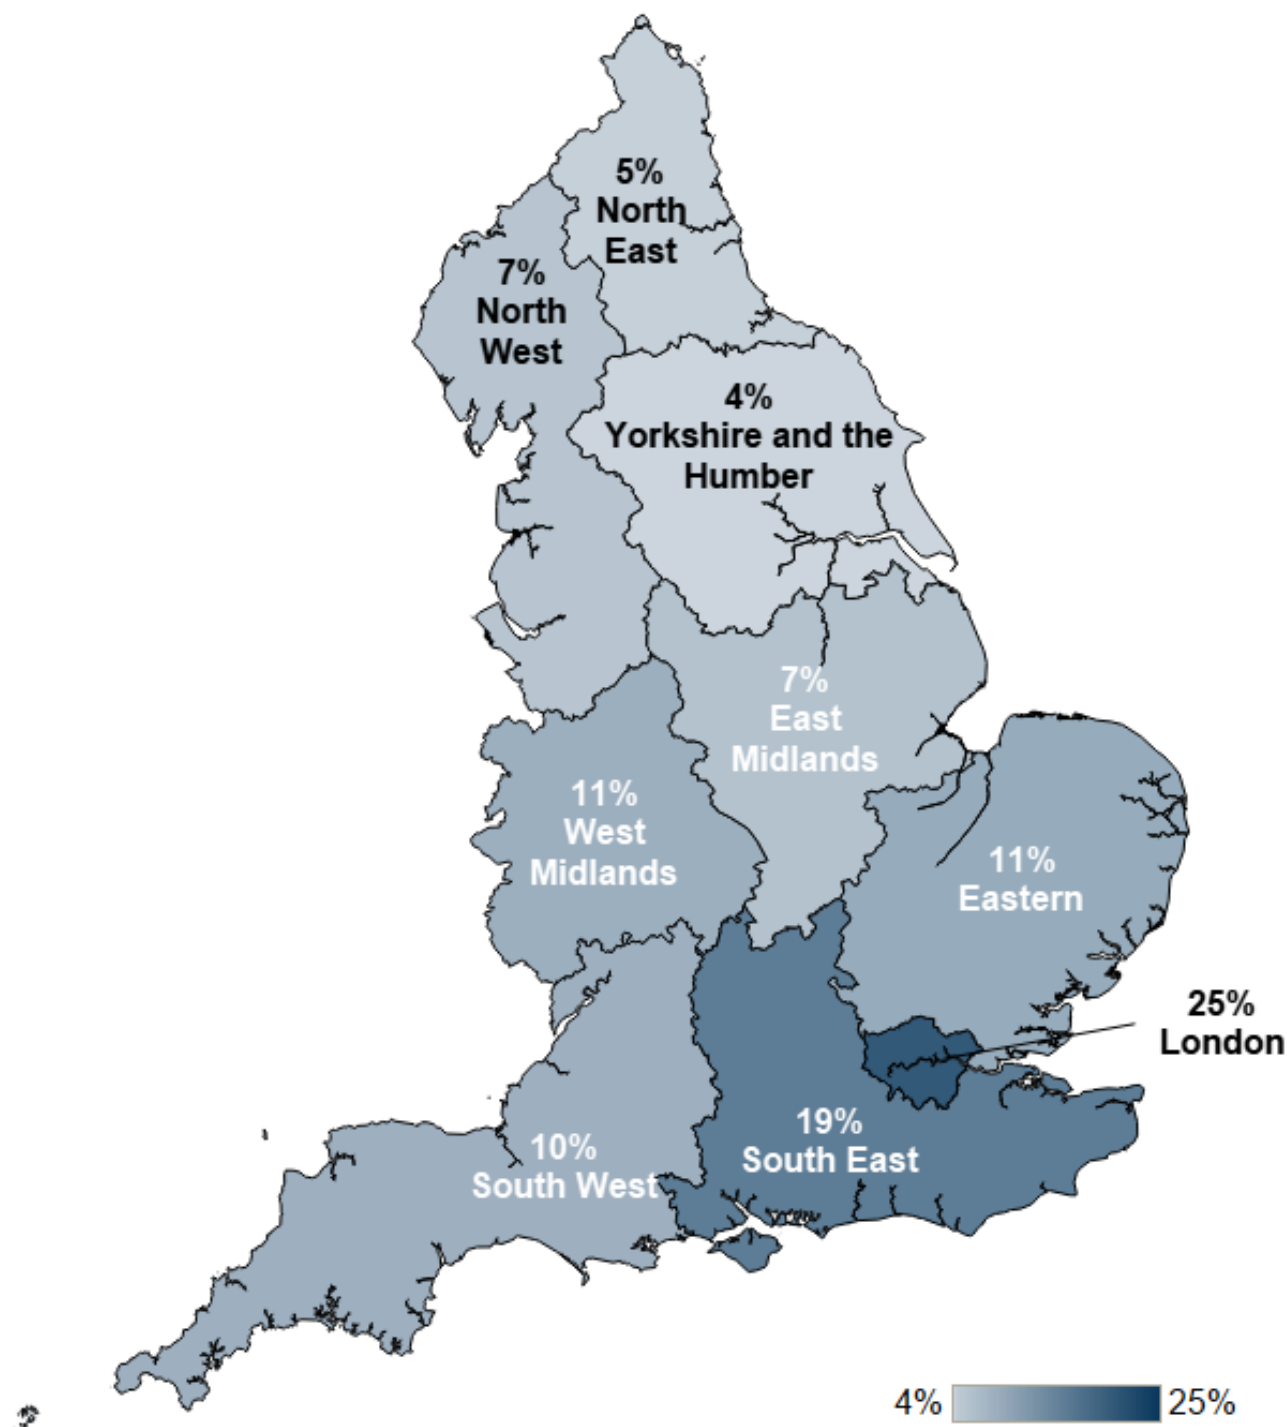 5%
North
East
7%
North
West
4%
Yorkshire and the
Humber
7%
East
Midlands
11%
West
Midlands
11%
Eastern
25%
London
19%
South East
10%
South West
4%
25%